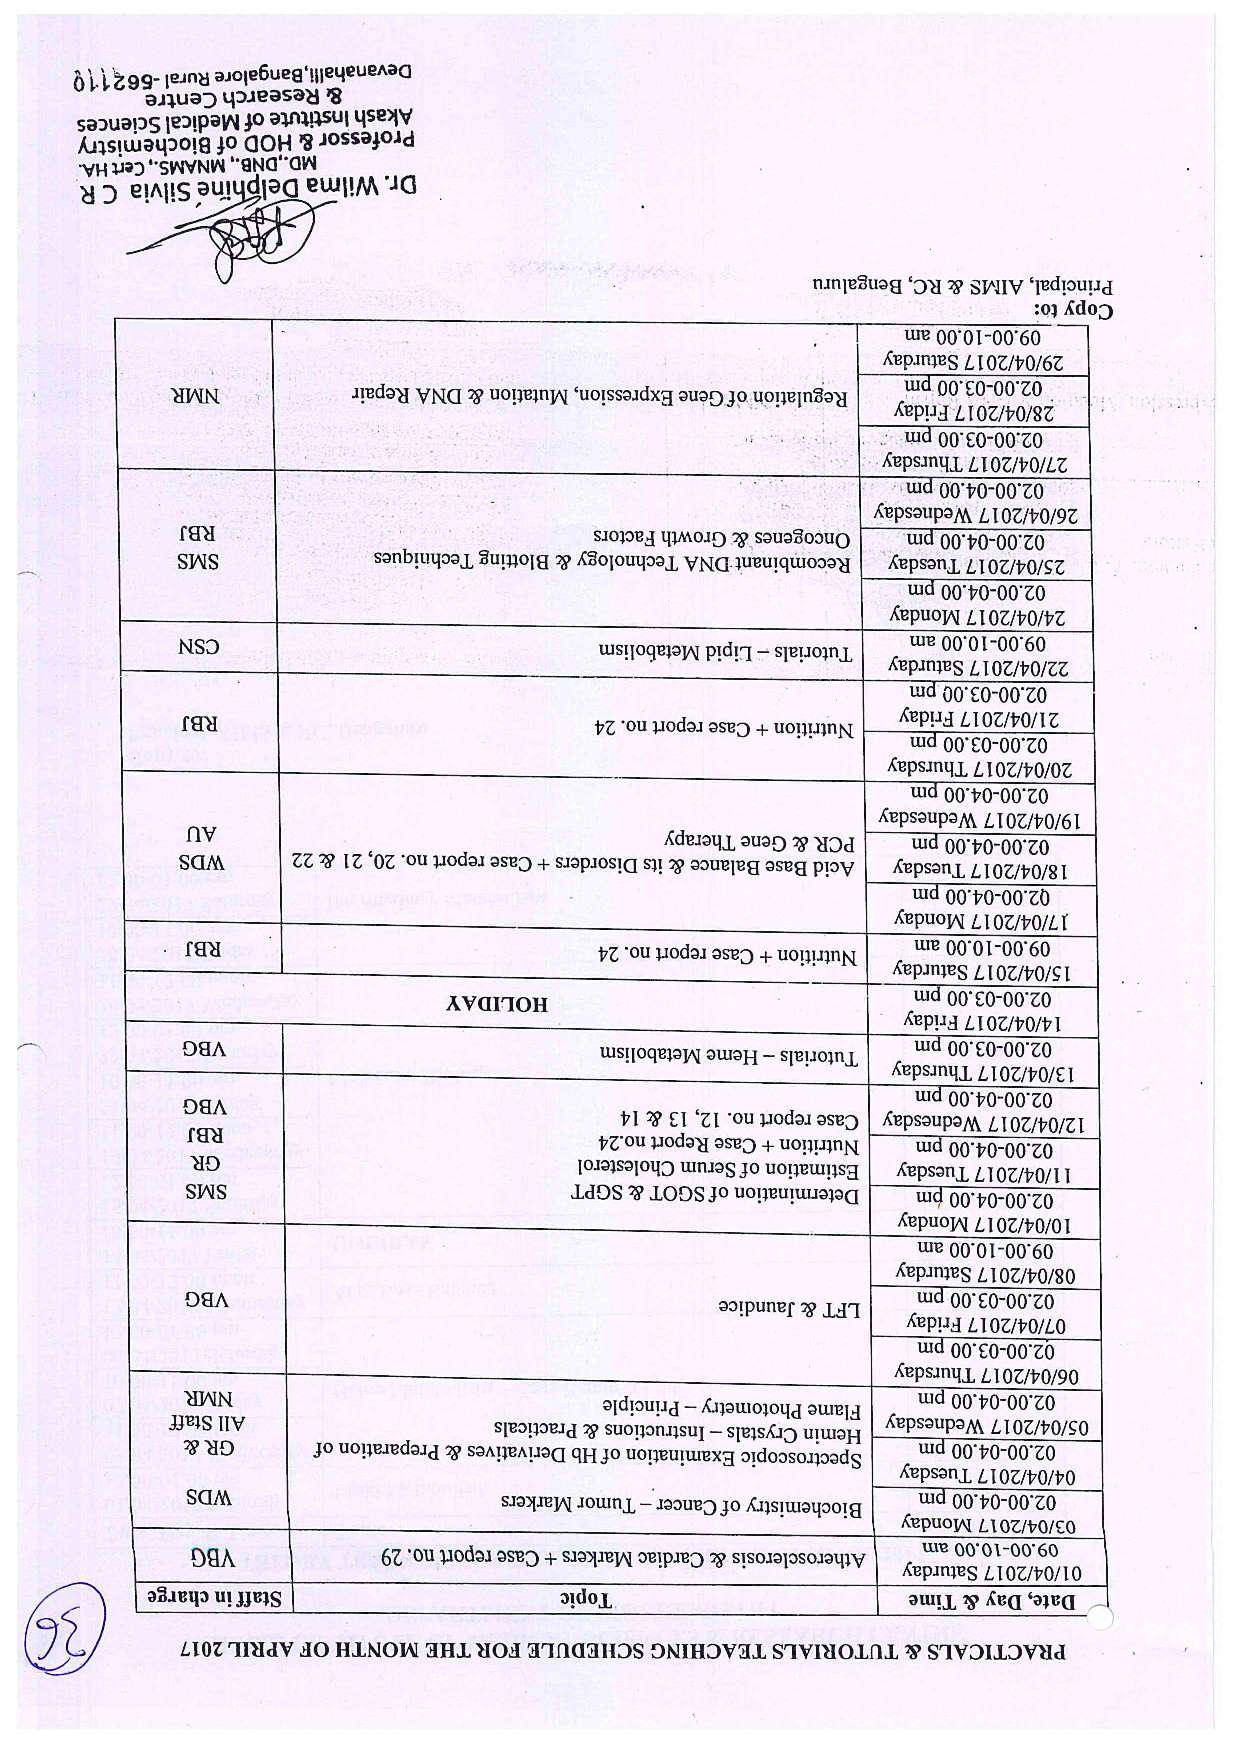 36
PRACTICALS & TUTORIALS TEACHING SCHEDULE FOR THE MONTH OF APRIL 2017
Date, Day & Time Topic Staff in charge
01/04/2017 Saturday
09.00-10.00 am
Atherosclerosis & Cardiac Markers + Case report no. 29 VBG
03/04/2017 Monday
02.00-04.00 pm
04/04/2017 Tuesday
02.00-04.00 pm
05/04/2017 Wednesday
02.00-04.00 pm
Biochemistry of Cancer – Tumor Markers
Spectroscopic Examination of Hb Derivatives & Preparation of
Hemin Crystals – Instructions & Practicals
Flame Photometry – Principle
WDS
GR &
All Staff
NMR
06/04/2017 Thursday
02.00-03.00 pm
07/04/2017 Friday
02.00-03.00 pm
08/04/2017 Saturday
09.00-10.00 am
LFT & Jaundice VBG
10/04/2017 Monday
02.00-04.00 pm
11/04/2017 Tuesday
02.00-04.00 pm
12/04/2017 Wednesday
02.00-04.00 pm
Determination of SGOT & SGPT
Estimation of Serum Cholesterol
Nutrition + Case Report no.24
Case report no. 12, 13 & 14
SMS
GR
RBJ
VBG
13/04/2017 Thursday
02.00-03.00 pm
Tutorials – Heme Metabolism VBG
14/04/2017 Friday
02.00-03.00 pm
HOLIDAY
15/04/2017 Saturday
09.00-10.00 am
Nutrition + Case report no. 24 RBJ
17/04/2017 Monday
02.00-04.00 pm
18/04/2017 Tuesday
02.00-04.00 pm
19/04/2017 Wednesday
02.00-04.00 pm
Acid Base Balance & its Disorders + Case report no. 20, 21 & 22
PCR & Gene Therapy
WDS
AU
20/04/2017 Thursday
02.00-03.00 pm
21/04/2017 Friday
02.00-03.00 pm
Nutrition + Case report no. 24 RBJ
22/04/2017 Saturday
09.00-10.00 am
Tutorials – Lipid Metabolism CSN
24/04/2017 Monday
02.00-04.00 pm
25/04/2017 Tuesday
02.00-04.00 pm
26/04/2017 Wednesday
02.00-04.00 pm
Recombinant DNA Technology & Blotting Techniques
Oncogenes & Growth Factors
SMS
RBJ
27/04/2017 Thursday
02.00-03.00 pm
28/04/2017 Friday
02.00-03.00 pm
29/04/2017 Saturday
09.00-10.00 am
Regulation of Gene Expression, Mutation & DNA Repair NMR
Copy to:
Principal, AIMS & RC, Bengaluru
Dr. Wilma Delphine Silvia C R
MD.,DNB., MNAMS., Cert HA.
Professor & HOD of Biochemistry
Akash Institute of Medical Sciences
& Research Centre
Devanahalli,Bangalore Rural -562110